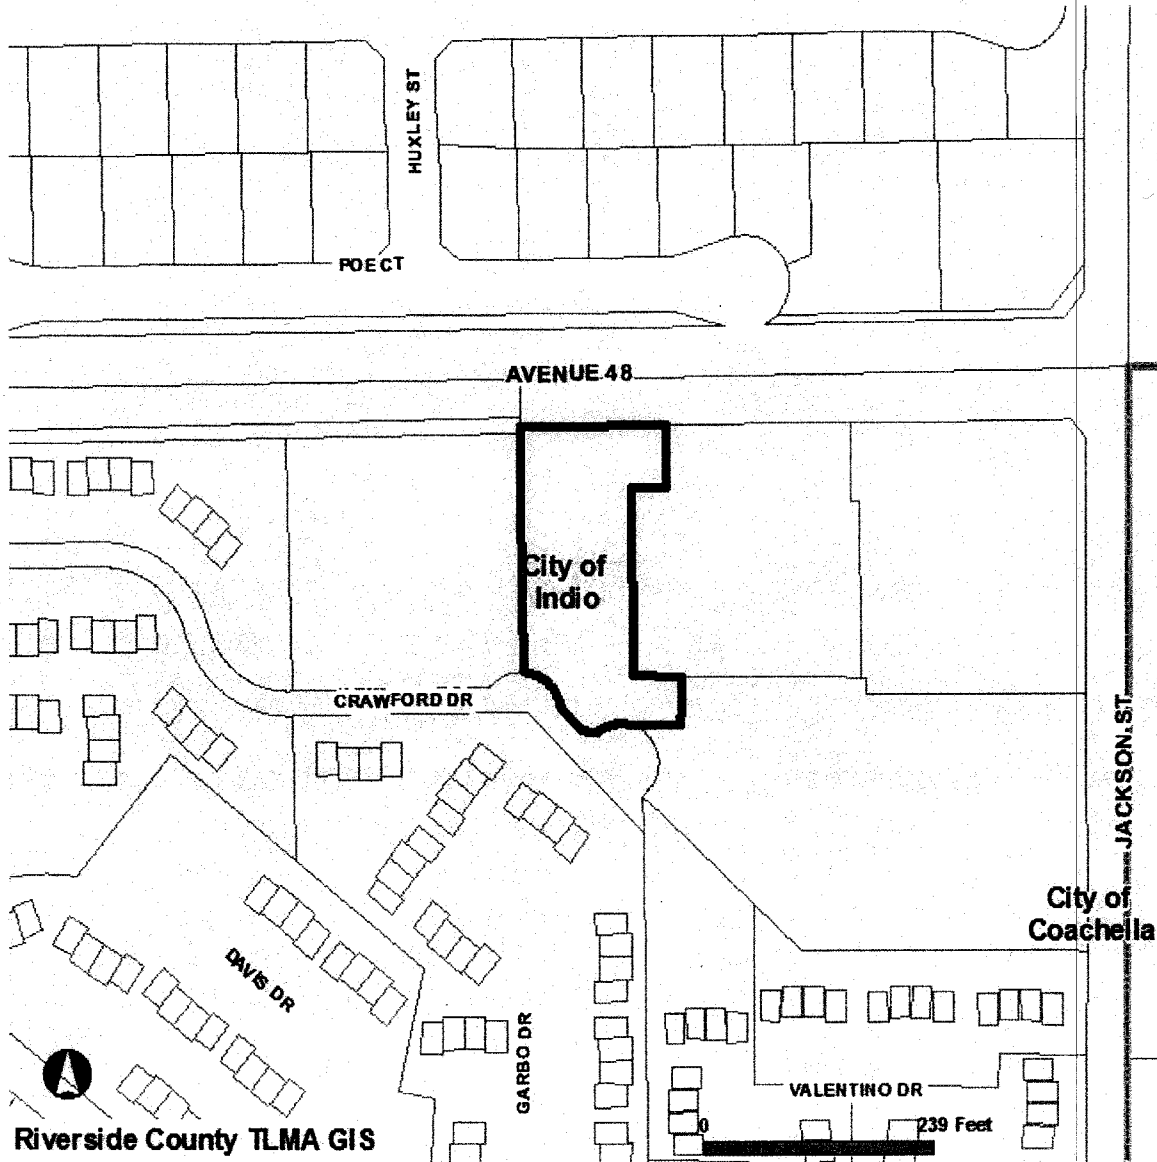 HUXLEY ST
POE CT
AVENUE 48
City of
Indio
CRAWFORD DR
JACKSON ST
City of
Coachella
DAVIS DR
GARBO DR
VALENTINO DR
0 239 Feet
Riverside County TLMA GIS